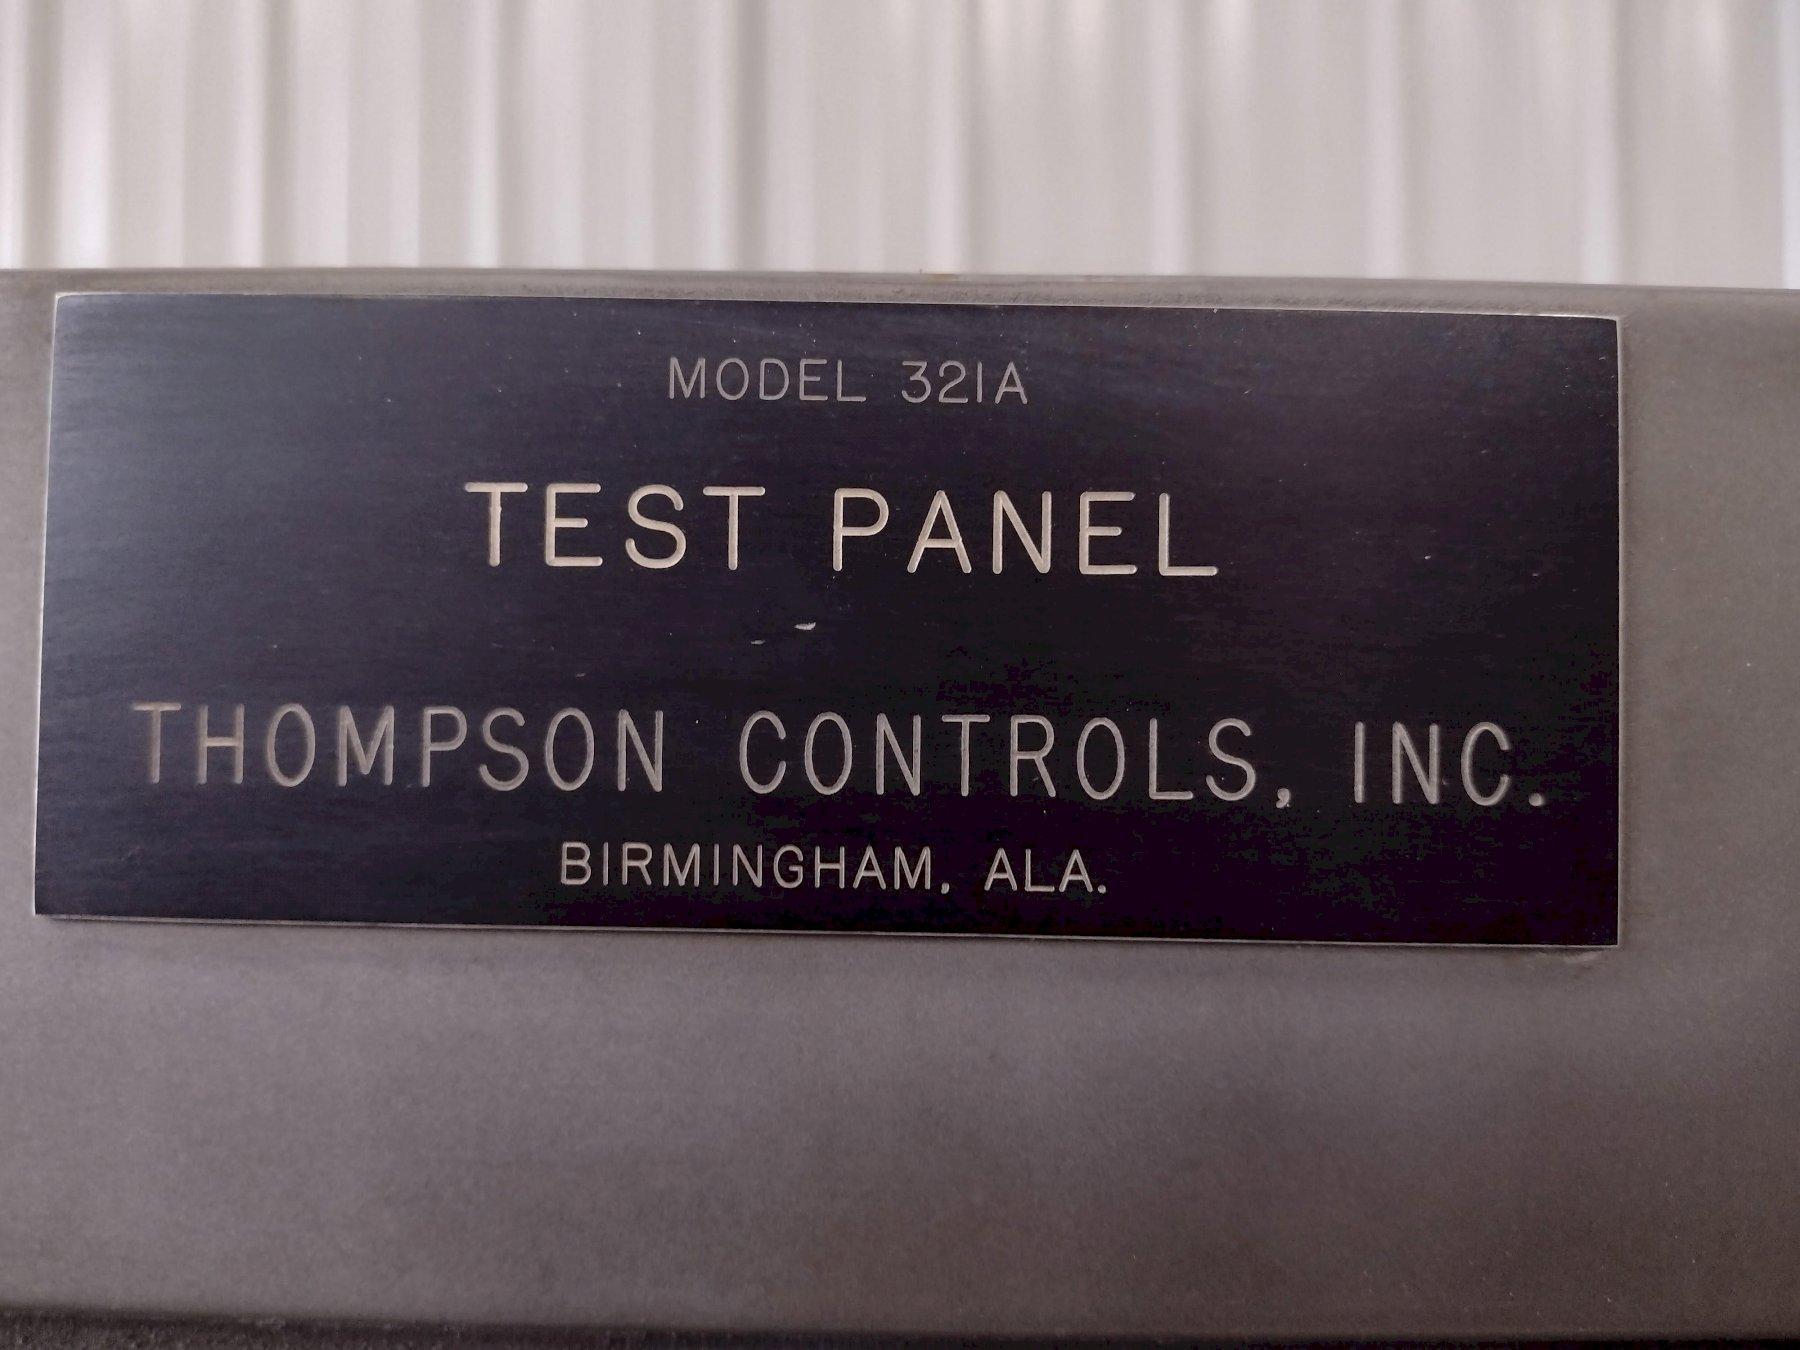 MODEL 321A
TEST PANEL
THOMPSON CONTROLS, INC.
BIRMINGHAM, ALA.